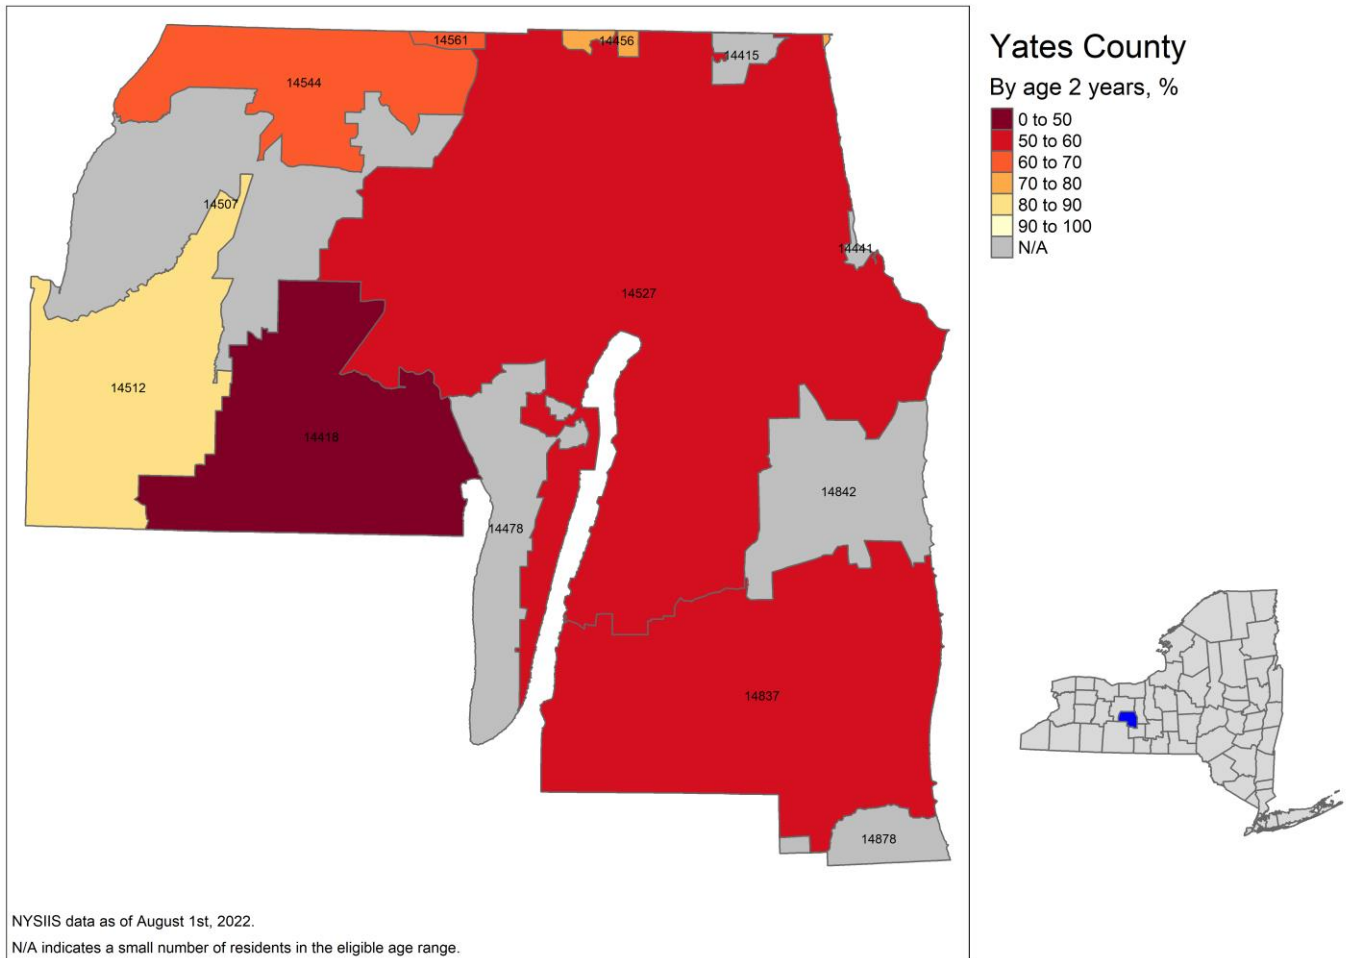 14561
14456
14415
14544
14507
14441
14527
14512
14418
14842
14478
14837
14878
NYSIIS data as of August 1st, 2022.
N/A indicates a small number of residents in the eligible age range.
Yates County
By age 2 years, %
0 to 50
50 to 60
60 to 70
70 to 80
80 to 90
90 to 100
N/A